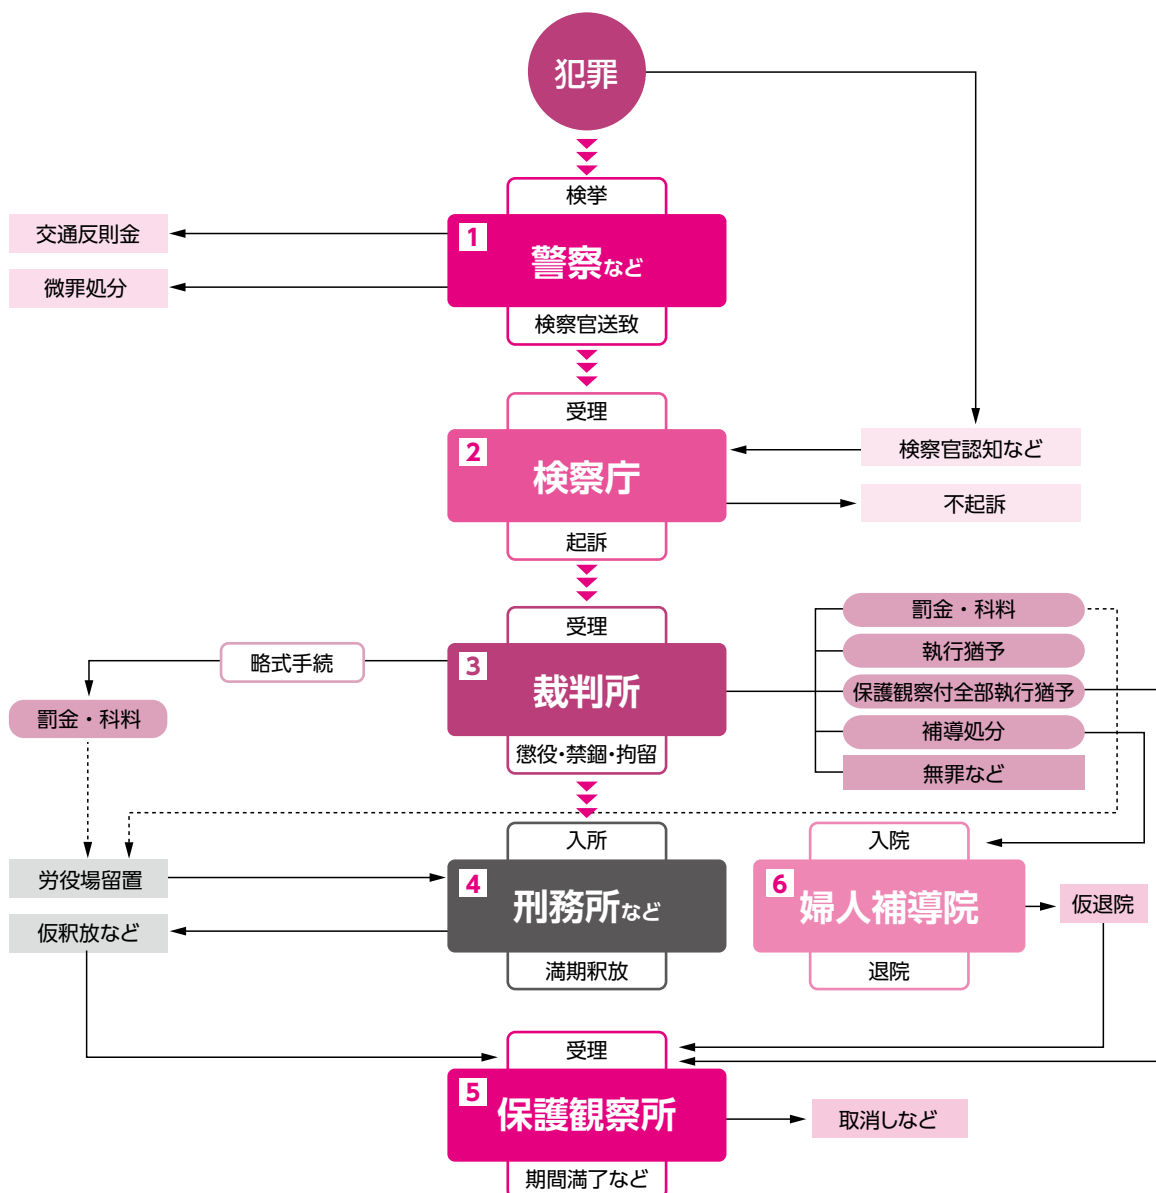 犯罪
検挙
1
警察など
検察官送致
交通反則金
微罪処分
受理
2
検察庁
起訴
検察官認知など
不起訴
受理
3
裁判所
懲役・禁錮・拘留
略式手続
罰金・科料
罰金・科料
執行猶予
保護観察付全部執行猶予
補導処分
無罪など
労役場留置
仮釈放など
入所
4
刑務所など
満期釈放
入院
6
婦人補導院
退院
仮退院
受理
5
保護観察所
期間満了など
取消しなど